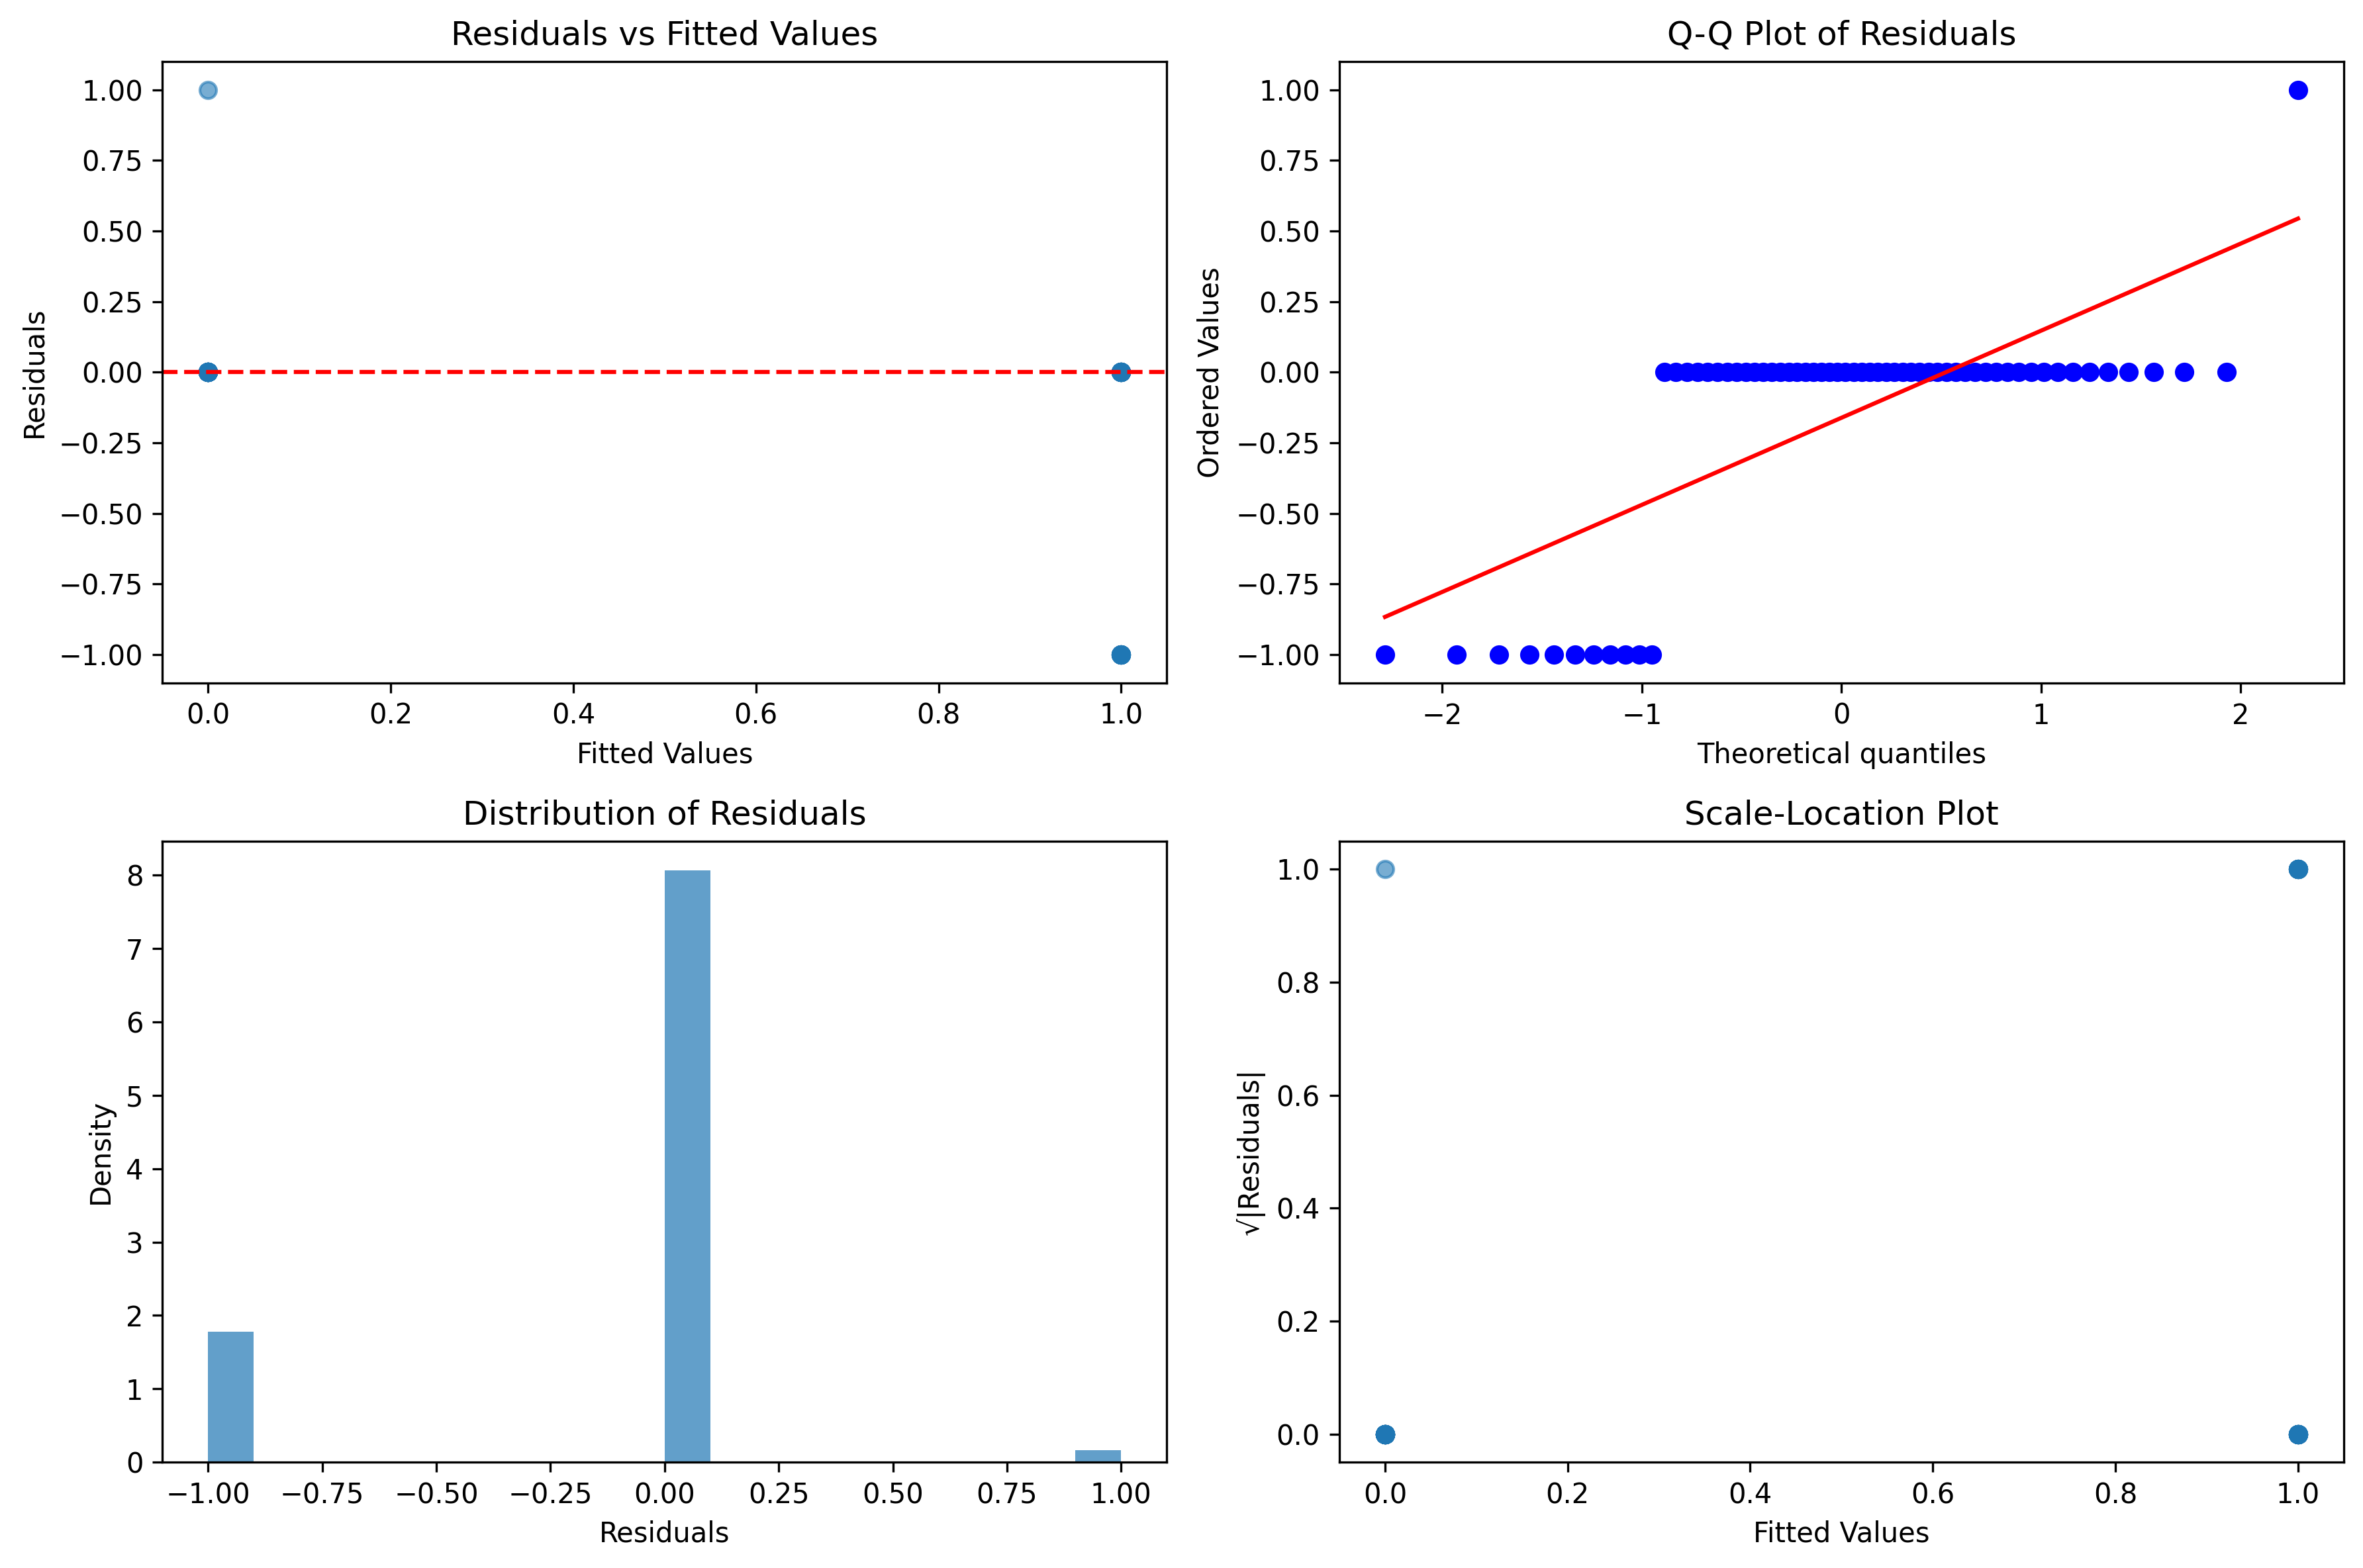 Residuals vs Fitted Values
1.00
0.75
0.50
0.25
0.00
−0.25
−0.50
−0.75
−1.00
Residuals
0.0 0.2 0.4 0.6 0.8 1.0
Fitted Values
Q-Q Plot of Residuals
1.00
0.75
0.50
0.25
0.00
−0.25
−0.50
−0.75
−1.00
Ordered Values
−2 −1 0 1 2
Theoretical quantiles
Distribution of Residuals
8
7
6
5
4
3
2
1
0
Density
−1.00 −0.75 −0.50 −0.25 0.00 0.25 0.50 0.75 1.00
Residuals
Scale-Location Plot
1.0
0.8
0.6
0.4
0.2
0.0
√|Residuals|
0.0 0.2 0.4 0.6 0.8 1.0
Fitted Values